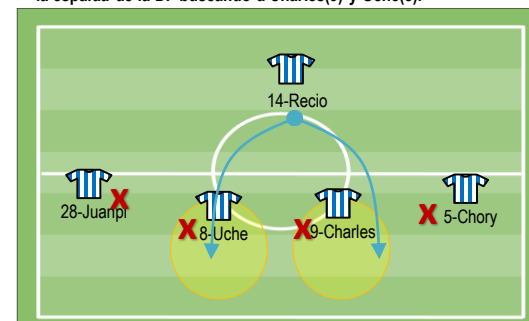 14-Recio
28-Juanpi
X
X 8-Uche
X 9-Charles
X 5-Chory